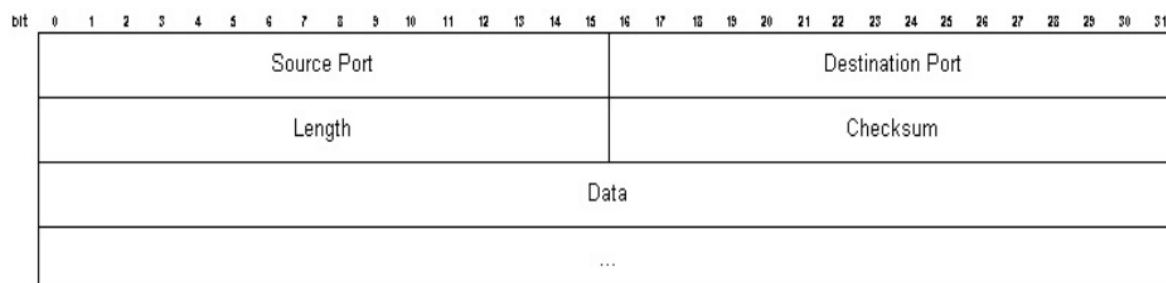 bit 0 1 2 3 4 5 6 7 8 9 10 11 12 13 14 15 16 17 18 19 20 21 22 23 24 25 26 27 28 29 30 31
Source Port Destination Port
Length Checksum
Data
...